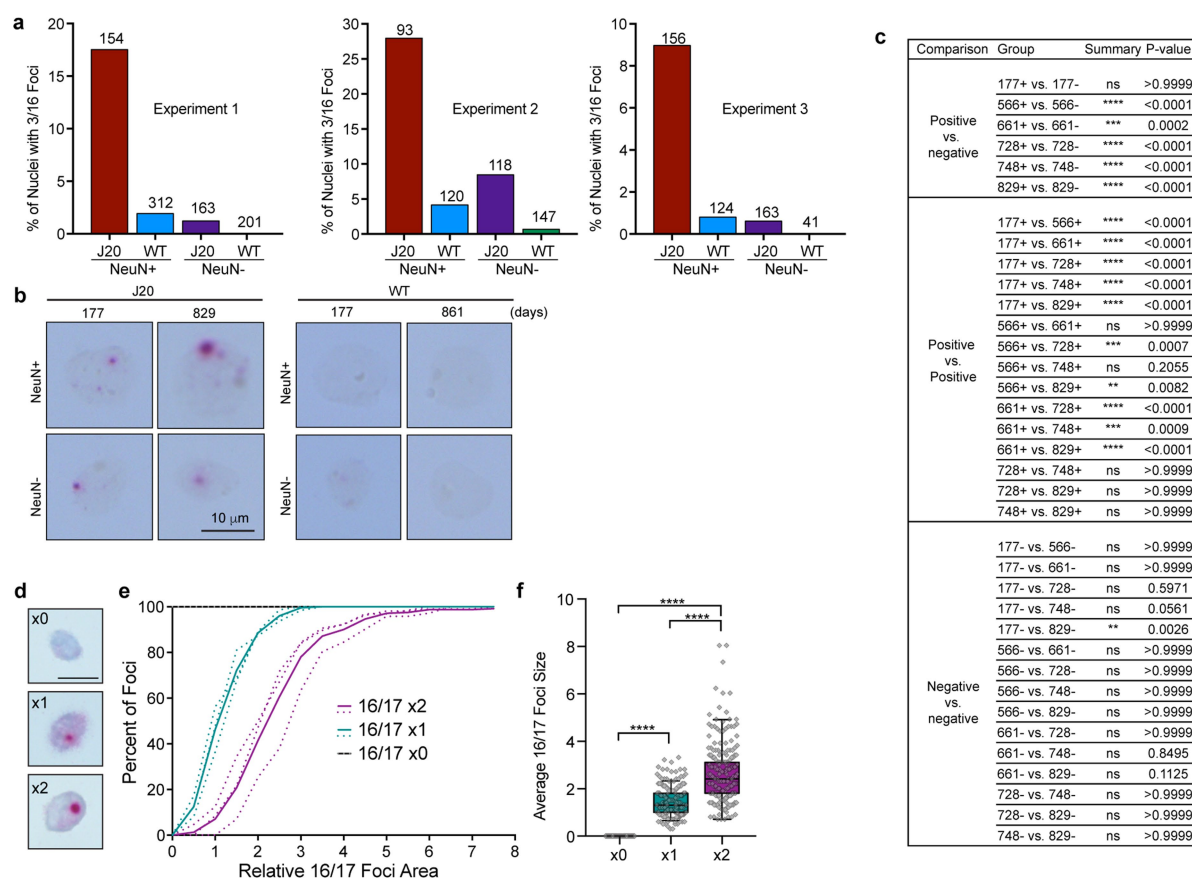 a
20
15
10
5
0
% of Nuclei with 3/16 Foci
154
312
163
201
Experiment 1
J20 WT J20 WT
NeuN+ NeuN-
30
25
20
15
10
5
0
% of Nuclei with 3/16 Foci
93
120
118
147
Experiment 2
J20 WT J20 WT
NeuN+ NeuN-
10
8
6
4
2
0
% of Nuclei with 3/16 Foci
156
124
163
41
Experiment 3
J20 WT J20 WT
NeuN+ NeuN-
b
J20 WT
177 829 177 861 (days)
NeuN+ NeuN+
NeuN- NeuN-
10 µm
c
Comparison Group Summary P-value
Positive vs. negative
177+ vs. 177- ns >0.9999
566+ vs. 566- **** <0.0001
661+ vs. 661- *** 0.0002
728+ vs. 728- **** <0.0001
748+ vs. 748- **** <0.0001
829+ vs. 829- **** <0.0001
Positive vs. Positive
177+ vs. 566+ **** <0.0001
177+ vs. 661+ **** <0.0001
177+ vs. 728+ **** <0.0001
177+ vs. 748+ **** <0.0001
177+ vs. 829+ **** <0.0001
566+ vs. 661+ ns >0.9999
566+ vs. 728+ *** 0.0007
566+ vs. 748+ ns 0.2055
566+ vs. 829+ ** 0.0082
661+ vs. 728+ **** <0.0001
661+ vs. 748+ *** 0.0009
661+ vs. 829+ **** <0.0001
728+ vs. 748+ ns >0.9999
728+ vs. 829+ ns >0.9999
748+ vs. 829+ ns >0.9999
Negative vs. negative
177- vs. 566- ns >0.9999
177- vs. 661- ns >0.9999
177- vs. 728- ns 0.5971
177- vs. 748- ns 0.0561
177- vs. 829- ** 0.0026
566- vs. 661- ns >0.9999
566- vs. 728- ns >0.9999
566- vs. 748- ns >0.9999
566- vs. 829- ns >0.9999
661- vs. 728- ns >0.9999
661- vs. 748- ns 0.8495
661- vs. 829- ns 0.1125
728- vs. 748- ns >0.9999
728- vs. 829- ns >0.9999
748- vs. 829- ns >0.9999
d
x0
x1
x2
e
100
80
60
40
20
0
Percent of Foci
16/17 x2
16/17 x1
16/17 x0
0 1 2 3 4 5 6 7 8
Relative 16/17 Foci Area
f
10
8
6
4
2
0
Average 16/17 Foci Size
****
****
****
x0 x1 x2